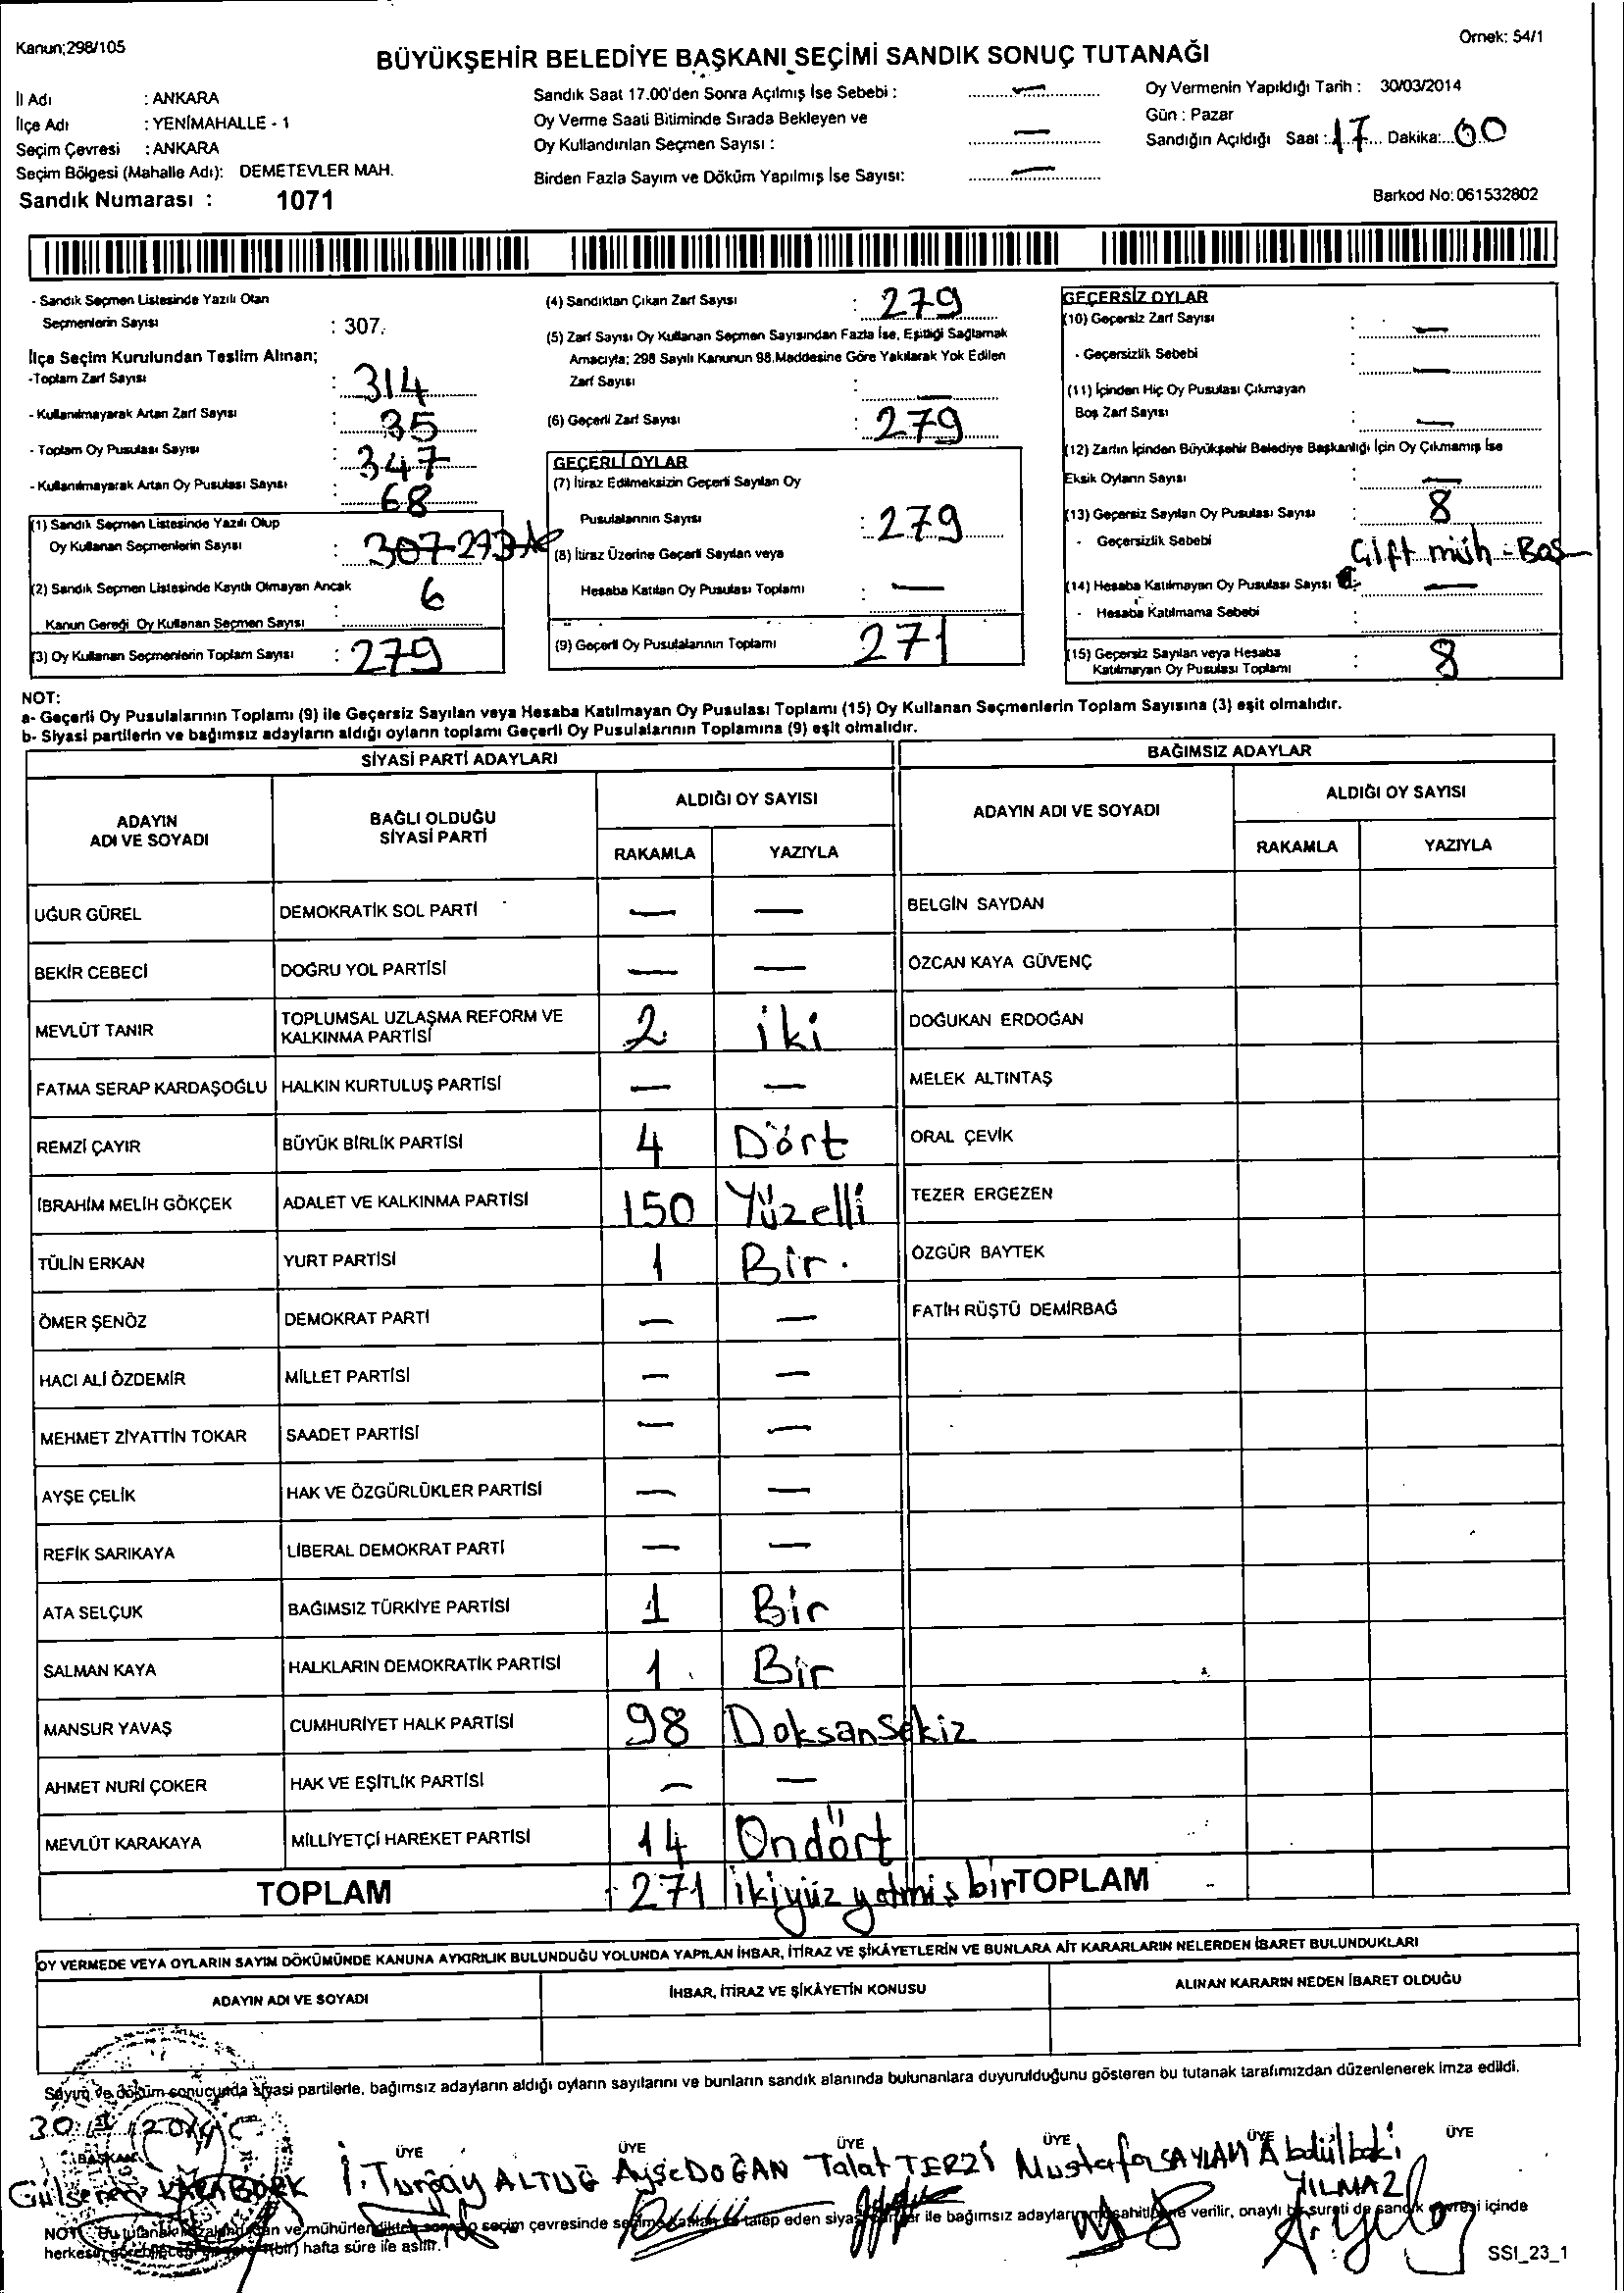 Kanun;298/105
Örnek: 54/1
BÜYÜKŞEHİR BELEDİYE BAŞKANI SEÇİMİ SANDIK SONUÇ TUTANAĞI
İl Adı : ANKARA
İlçe Adı : YENİMAHALLE - 1
Seçim Çevresi : ANKARA
Seçim Bölgesi (Mahalle Adı): DEMETEVLER MAH.
Sandık Numarası : 1071
Sandık Saat 17.00'den Sonra Açılmış İse Sebebi : —
Oy Verme Saati Bitiminde Sırada Bekleyen ve
Oy Kullandırılan Seçmen Sayısı : —
Birden Fazla Sayım ve Döküm Yapılmış İse Sayısı: —
Oy Vermenin Yapıldığı Tarih : 30/03/2014
Gün : Pazar
Sandığın Açıldığı Saat : 17 Dakika: 00
Barkod No: 061532802
- Sandık Seçmen Listesinde Yazılı Olan
Seçmenlerin Sayısı : 307.
İlçe Seçim Kurulundan Teslim Alınan;
-Toplam Zarf Sayısı : 314
- Kullanılmayarak Artan Zarf Sayısı : 35
- Toplam Oy Pusulası Sayısı : 347
- Kullanılmayarak Artan Oy Pusulası Sayısı : 68
(1) Sandık Seçmen Listesinde Yazılı Olup
Oy Kullanan Seçmenlerin Sayısı : 307-273
(2) Sandık Seçmen Listesinde Kayıtlı Olmayan Ancak
Kanun Gereği Oy Kullanan Seçmen Sayısı : 6
(3) Oy Kullanan Seçmenlerin Toplam Sayısı : 279
(4) Sandıktan Çıkan Zarf Sayısı : 279
(5) Zarf Sayısı Oy Kullanan Seçmen Sayısından Fazla İse, Eşitliği Sağlamak
Amacıyla; 298 Sayılı Kanunun 98.Maddesine Göre Yakılarak Yok Edilen
Zarf Sayısı : —
(6) Geçerli Zarf Sayısı : 279
GEÇERLİ OYLAR
(7) İtiraz Edilmeksizin Geçerli Sayılan Oy
Pusulalarının Sayısı : 279
(8) İtiraz Üzerine Geçerli Sayılan veya
Hesaba Katılan Oy Pusulası Toplamı : —
(9) Geçerli Oy Pusulalarının Toplamı 271
GEÇERSİZ OYLAR
(10) Geçersiz Zarf Sayısı : —
- Geçersizlik Sebebi : —
(11) İçinden Hiç Oy Pusulası Çıkmayan
Boş Zarf Sayısı : —
(12) Zarfın İçinden Büyükşehir Belediye Başkanlığı İçin Oy Çıkmamış İse
Eksik Oyların Sayısı : —
(13) Geçersiz Sayılan Oy Pusulası Sayısı : 8
- Geçersizlik Sebebi : Çift müh - Boş
(14) Hesaba Katılmayan Oy Pusulası Sayısı : —
- Hesaba Katılmama Sebebi :
(15) Geçersiz Sayılan veya Hesaba
Katılmayan Oy Pusulası Toplamı : 8
NOT:
a- Geçerli Oy Pusulalarının Toplamı (9) ile Geçersiz Sayılan veya Hesaba Katılmayan Oy Pusulası Toplamı (15) Oy Kullanan Seçmenlerin Toplam Sayısına (3) eşit olmalıdır.
b- Siyasi partilerin ve bağımsız adayların aldığı oyların toplamı Geçerli Oy Pusulalarının Toplamına (9) eşit olmalıdır.
SİYASİ PARTİ ADAYLARI
BAĞIMSIZ ADAYLAR
ADAYIN
ADI VE SOYADI
BAĞLI OLDUĞU
SİYASİ PARTİ
ALDIĞI OY SAYISI
RAKAMLA YAZIYLA
ADAYIN ADI VE SOYADI
ALDIĞI OY SAYISI
RAKAMLA YAZIYLA
UĞUR GÜREL DEMOKRATİK SOL PARTİ — — BELGİN SAYDAN
BEKİR CEBECİ DOĞRU YOL PARTİSİ — — ÖZCAN KAYA GÜVENÇ
MEVLÜT TANIR TOPLUMSAL UZLAŞMA REFORM VE
KALKINMA PARTİSİ 2 iki DOĞUKAN ERDOĞAN
FATMA SERAP KARDAŞOĞLU HALKIN KURTULUŞ PARTİSİ — — MELEK ALTINTAŞ
REMZİ ÇAYIR BÜYÜK BİRLİK PARTİSİ 4 Dört ORAL ÇEVİK
İBRAHİM MELİH GÖKÇEK ADALET VE KALKINMA PARTİSİ 150 Yüzelli TEZER ERGEZEN
TÜLİN ERKAN YURT PARTİSİ 1 Bir. ÖZGÜR BAYTEK
ÖMER ŞENÖZ DEMOKRAT PARTİ — — FATİH RÜŞTÜ DEMİRBAĞ
HACI ALİ ÖZDEMİR MİLLET PARTİSİ — —
MEHMET ZİYATTİN TOKAR SAADET PARTİSİ — —
AYŞE ÇELİK HAK VE ÖZGÜRLÜKLER PARTİSİ — —
REFİK SARIKAYA LİBERAL DEMOKRAT PARTİ — —
ATA SELÇUK BAĞIMSIZ TÜRKİYE PARTİSİ 1 Bir
SALMAN KAYA HALKLARIN DEMOKRATİK PARTİSİ 1 Bir
MANSUR YAVAŞ CUMHURİYET HALK PARTİSİ 98 Doksansekiz
AHMET NURİ ÇOKER HAK VE EŞİTLİK PARTİSİ — —
MEVLÜT KARAKAYA MİLLİYETÇİ HAREKET PARTİSİ 14 Ondört
TOPLAM 271 ikiyüz yetmiş bir TOPLAM
OY VERMEDE VEYA OYLARIN SAYIM DÖKÜMÜNDE KANUNA AYKIRILIK BULUNDUĞU YOLUNDA YAPILAN İHBAR, İTİRAZ VE ŞİKÂYETLERİN VE BUNLARA AİT KARARLARIN NELERDEN İBARET BULUNDUKLARI
ADAYIN ADI VE SOYADI İHBAR, İTİRAZ VE ŞİKÂYETİN KONUSU ALINAN KARARIN NEDEN İBARET OLDUĞU
Sayım ve döküm sonucunda siyasi partilerle, bağımsız adayların aldığı oyların sayılarını ve bunların sandık alanında bulunanlara duyurulduğunu gösteren bu tutanak tarafımızdan düzenlenerek imza edildi.
30 / 3 / 2014
BAŞKAN ÜYE ÜYE ÜYE ÜYE ÜYE ÜYE
Gülseren KARABÖRK İ. Turgay ALTUĞ Ayşe DOĞAN Talat TERZİ Mustafa SAYLAM Abdülbaki
YILMAZ
NOT: Bu tutanak ve mühürlendikten seçim çevresinde talep eden ile bağımsız adayların verilir, onaylı bir sureti de sandık çevresi içinde
hafta süre ile asılır.
SSI_23_1